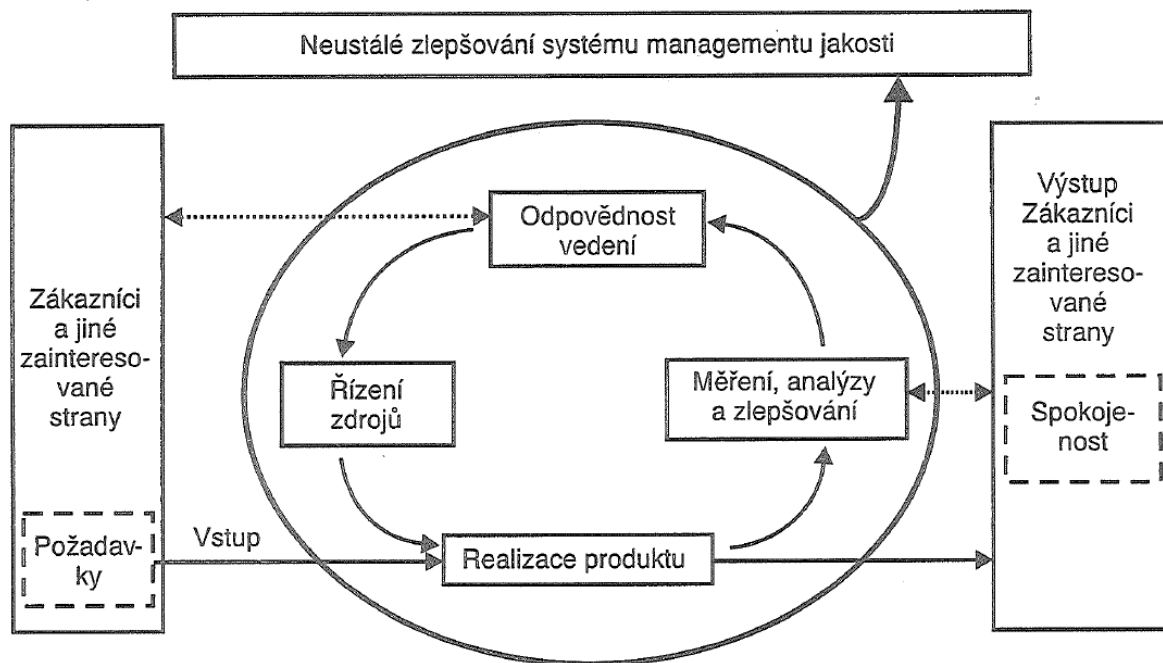 Neustálé zlepšování systému managementu jakosti
Zákazníci
a jiné
zaintereso-
vané
strany
Požadav-
ky
Vstup
Odpovědnost
vedení
Řízení
zdrojů
Měření, analýzy
a zlepšování
Realizace produktu
Výstup
Zákazníci
a jiné
zaintereso-
vané
strany
Spokoje-
nost